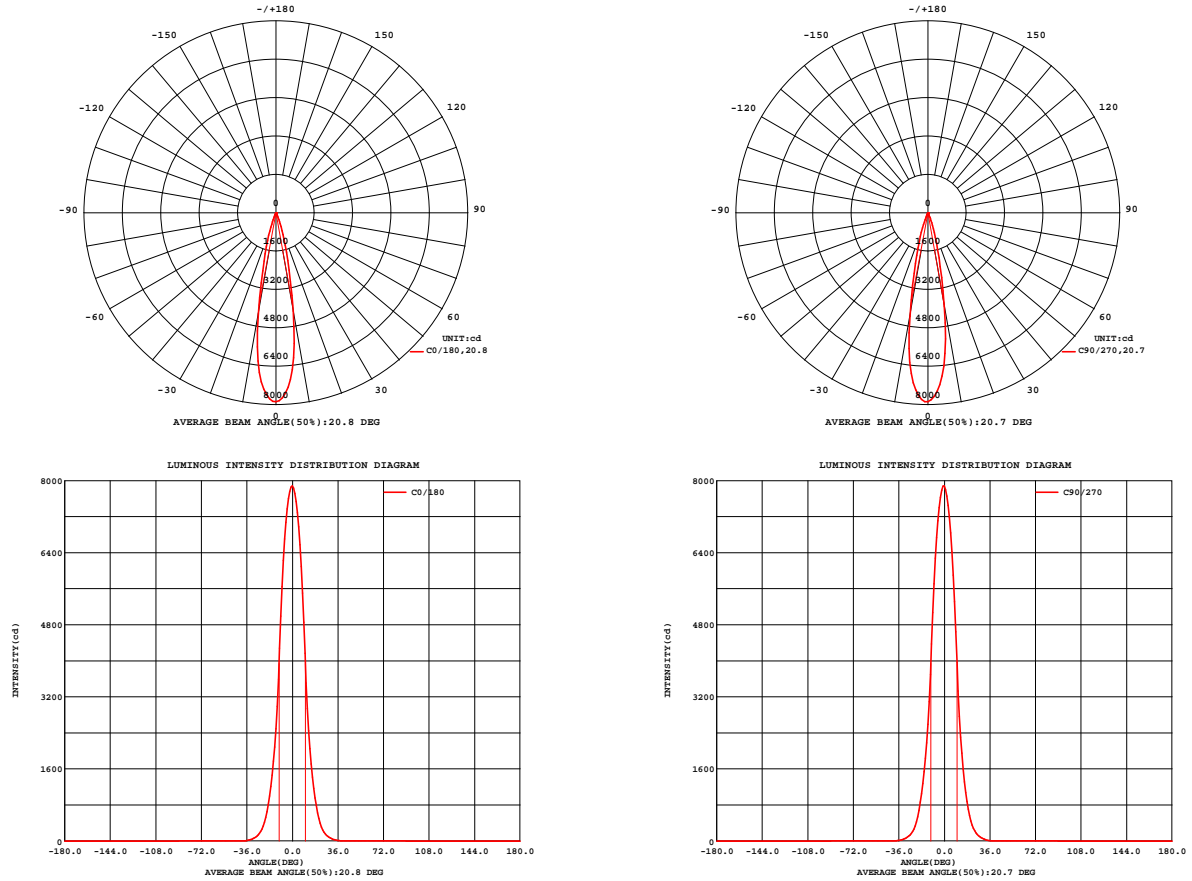 -/+180
-150 150
-120 120
-90 90
0
1600
3200
4800
6400
8000
-60 60
UNIT:cd
C0/180,20.8
-30 30
0
AVERAGE BEAM ANGLE(50%):20.8 DEG
-/+180
-150 150
-120 120
-90 90
0
1600
3200
4800
6400
8000
-60 60
UNIT:cd
C90/270,20.7
-30 30
0
AVERAGE BEAM ANGLE(50%):20.7 DEG
LUMINOUS INTENSITY DISTRIBUTION DIAGRAM
C0/180
8000
6400
4800
3200
1600
0
INTENSITY(cd)
-180.0 -144.0 -108.0 -72.0 -36.0 0.0 36.0 72.0 108.0 144.0 180.0
ANGLE(DEG)
AVERAGE BEAM ANGLE(50%):20.8 DEG
LUMINOUS INTENSITY DISTRIBUTION DIAGRAM
C90/270
8000
6400
4800
3200
1600
0
INTENSITY(cd)
-180.0 -144.0 -108.0 -72.0 -36.0 0.0 36.0 72.0 108.0 144.0 180.0
ANGLE(DEG)
AVERAGE BEAM ANGLE(50%):20.7 DEG